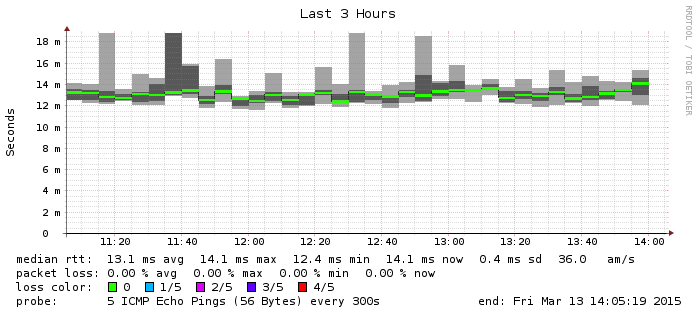 Last 3 Hours
RRDTOOL / TOBI OETIKER
Seconds
18 m
16 m
14 m
12 m
10 m
8 m
6 m
4 m
2 m
0
11:20 11:40 12:00 12:20 12:40 13:00 13:20 13:40 14:00
median rtt: 13.1 ms avg 14.1 ms max 12.4 ms min 14.1 ms now 0.4 ms sd 36.0 am/s
packet loss: 0.00 % avg 0.00 % max 0.00 % min 0.00 % now
loss color: 0 1/5 2/5 3/5 4/5
probe: 5 ICMP Echo Pings (56 Bytes) every 300s end: Fri Mar 13 14:05:19 2015